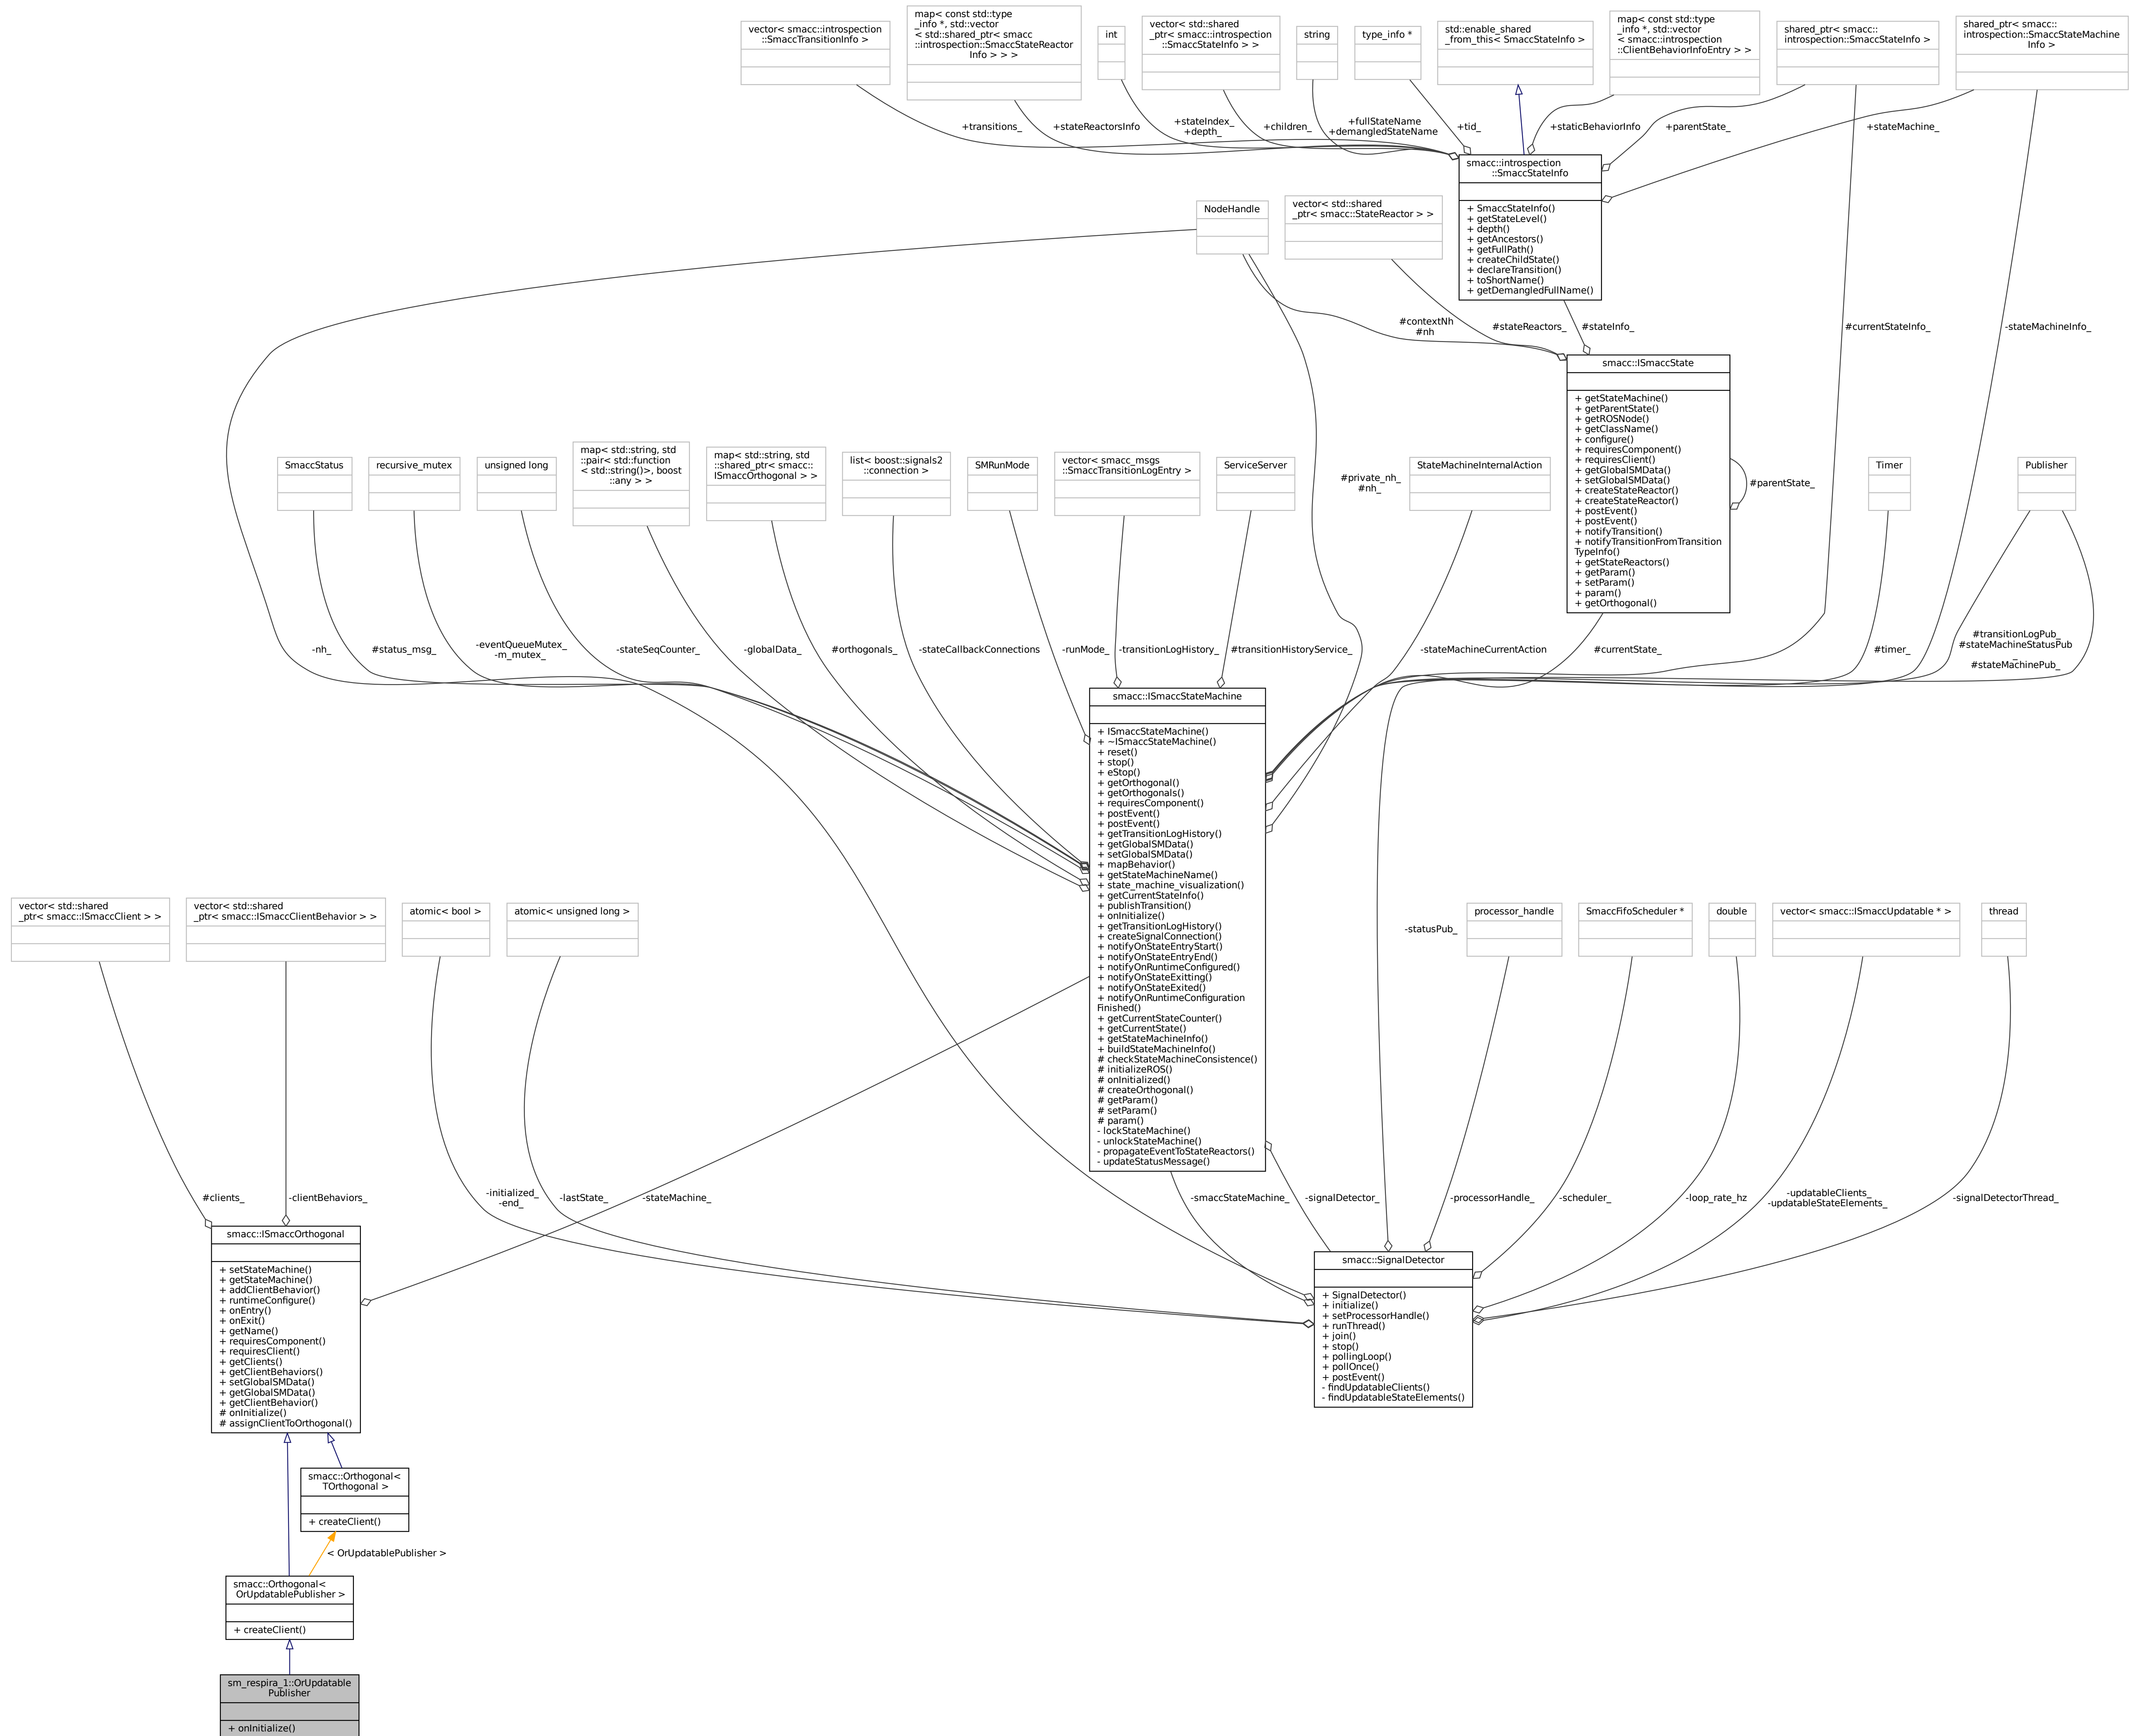 vector< smacc::introspection
::SmaccTransitionInfo >
map< const std::type
_info *, std::vector
< std::shared_ptr< smacc
::introspection::SmaccStateReactor
Info > > >
int
vector< std::shared
_ptr< smacc::introspection
::SmaccStateInfo > >
string
type_info *
std::enable_shared
_from_this< SmaccStateInfo >
map< const std::type
_info *, std::vector
< smacc::introspection
::ClientBehaviorInfoEntry > >
shared_ptr< smacc::
introspection::SmaccStateInfo >
shared_ptr< smacc::
introspection::SmaccStateMachine
Info >
+transitions_
+stateReactorsInfo
+stateIndex_
+depth_
+children_
+fullStateName
+demangledStateName
+tid_
+staticBehaviorInfo
+parentState_
+stateMachine_
smacc::introspection
::SmaccStateInfo
+ SmaccStateInfo()
+ getStateLevel()
+ depth()
+ getAncestors()
+ getFullPath()
+ createChildState()
+ declareTransition()
+ toShortName()
+ getDemangledFullName()
NodeHandle
vector< std::shared
_ptr< smacc::StateReactor > >
#contextNh
#nh
#stateReactors_
#stateInfo_
#currentStateInfo_
-stateMachineInfo_
smacc::ISmaccState
+ getStateMachine()
+ getParentState()
+ getROSNode()
+ getClassName()
+ configure()
+ requiresComponent()
+ requiresClient()
+ getGlobalSMData()
+ setGlobalSMData()
+ createStateReactor()
+ createStateReactor()
+ postEvent()
+ postEvent()
+ notifyTransition()
+ notifyTransitionFromTransition
TypeInfo()
+ getStateReactors()
+ getParam()
+ setParam()
+ param()
+ getOrthogonal()
#parentState_
SmaccStatus
recursive_mutex
unsigned long
map< std::string, std
::pair< std::function
< std::string()>, boost
::any > >
map< std::string, std
::shared_ptr< smacc::
ISmaccOrthogonal > >
list< boost::signals2
::connection >
SMRunMode
vector< smacc_msgs
::SmaccTransitionLogEntry >
ServiceServer
#private_nh_
#nh_
StateMachineInternalAction
Timer
Publisher
-nh_
#status_msg_
-eventQueueMutex_
-m_mutex_
-stateSeqCounter_
-globalData_
#orthogonals_
-stateCallbackConnections
-runMode_
-transitionLogHistory_
#transitionHistoryService_
-stateMachineCurrentAction
#currentState_
#timer_
#transitionLogPub_
#stateMachineStatusPub
_
#stateMachinePub_
smacc::ISmaccStateMachine
+ ISmaccStateMachine()
+ ~ISmaccStateMachine()
+ reset()
+ stop()
+ eStop()
+ getOrthogonal()
+ getOrthogonals()
+ requiresComponent()
+ postEvent()
+ postEvent()
+ getTransitionLogHistory()
+ getGlobalSMData()
+ setGlobalSMData()
+ mapBehavior()
+ getStateMachineName()
+ state_machine_visualization()
+ getCurrentStateInfo()
+ publishTransition()
+ onInitialize()
+ getTransitionLogHistory()
+ createSignalConnection()
+ notifyOnStateEntryStart()
+ notifyOnStateEntryEnd()
+ notifyOnRuntimeConfigured()
+ notifyOnStateExitting()
+ notifyOnStateExited()
+ notifyOnRuntimeConfiguration
Finished()
+ getCurrentStateCounter()
+ getCurrentState()
+ getStateMachineInfo()
+ buildStateMachineInfo()
# checkStateMachineConsistence()
# initializeROS()
# onInitialized()
# createOrthogonal()
# getParam()
# setParam()
# param()
- lockStateMachine()
- unlockStateMachine()
- propagateEventToStateReactors()
- updateStatusMessage()
vector< std::shared
_ptr< smacc::ISmaccClient > >
vector< std::shared
_ptr< smacc::ISmaccClientBehavior > >
atomic< bool >
atomic< unsigned long >
-statusPub_
processor_handle
SmaccFifoScheduler *
double
vector< smacc::ISmaccUpdatable * >
thread
#clients_
-clientBehaviors_
-initialized_
-end_
-lastState_
-stateMachine_
-smaccStateMachine_
-signalDetector_
-processorHandle_
-scheduler_
-loop_rate_hz
-updatableClients_
-updatableStateElements_
-signalDetectorThread_
smacc::ISmaccOrthogonal
+ setStateMachine()
+ getStateMachine()
+ addClientBehavior()
+ runtimeConfigure()
+ onEntry()
+ onExit()
+ getName()
+ requiresComponent()
+ requiresClient()
+ getClients()
+ getClientBehaviors()
+ setGlobalSMData()
+ getGlobalSMData()
+ getClientBehavior()
# onInitialize()
# assignClientToOrthogonal()
smacc::SignalDetector
+ SignalDetector()
+ initialize()
+ setProcessorHandle()
+ runThread()
+ join()
+ stop()
+ pollingLoop()
+ pollOnce()
+ postEvent()
- findUpdatableClients()
- findUpdatableStateElements()
smacc::Orthogonal<
TOrthogonal >
+ createClient()
< OrUpdatablePublisher >
smacc::Orthogonal<
OrUpdatablePublisher >
+ createClient()
sm_respira_1::OrUpdatable
Publisher
+ onInitialize()